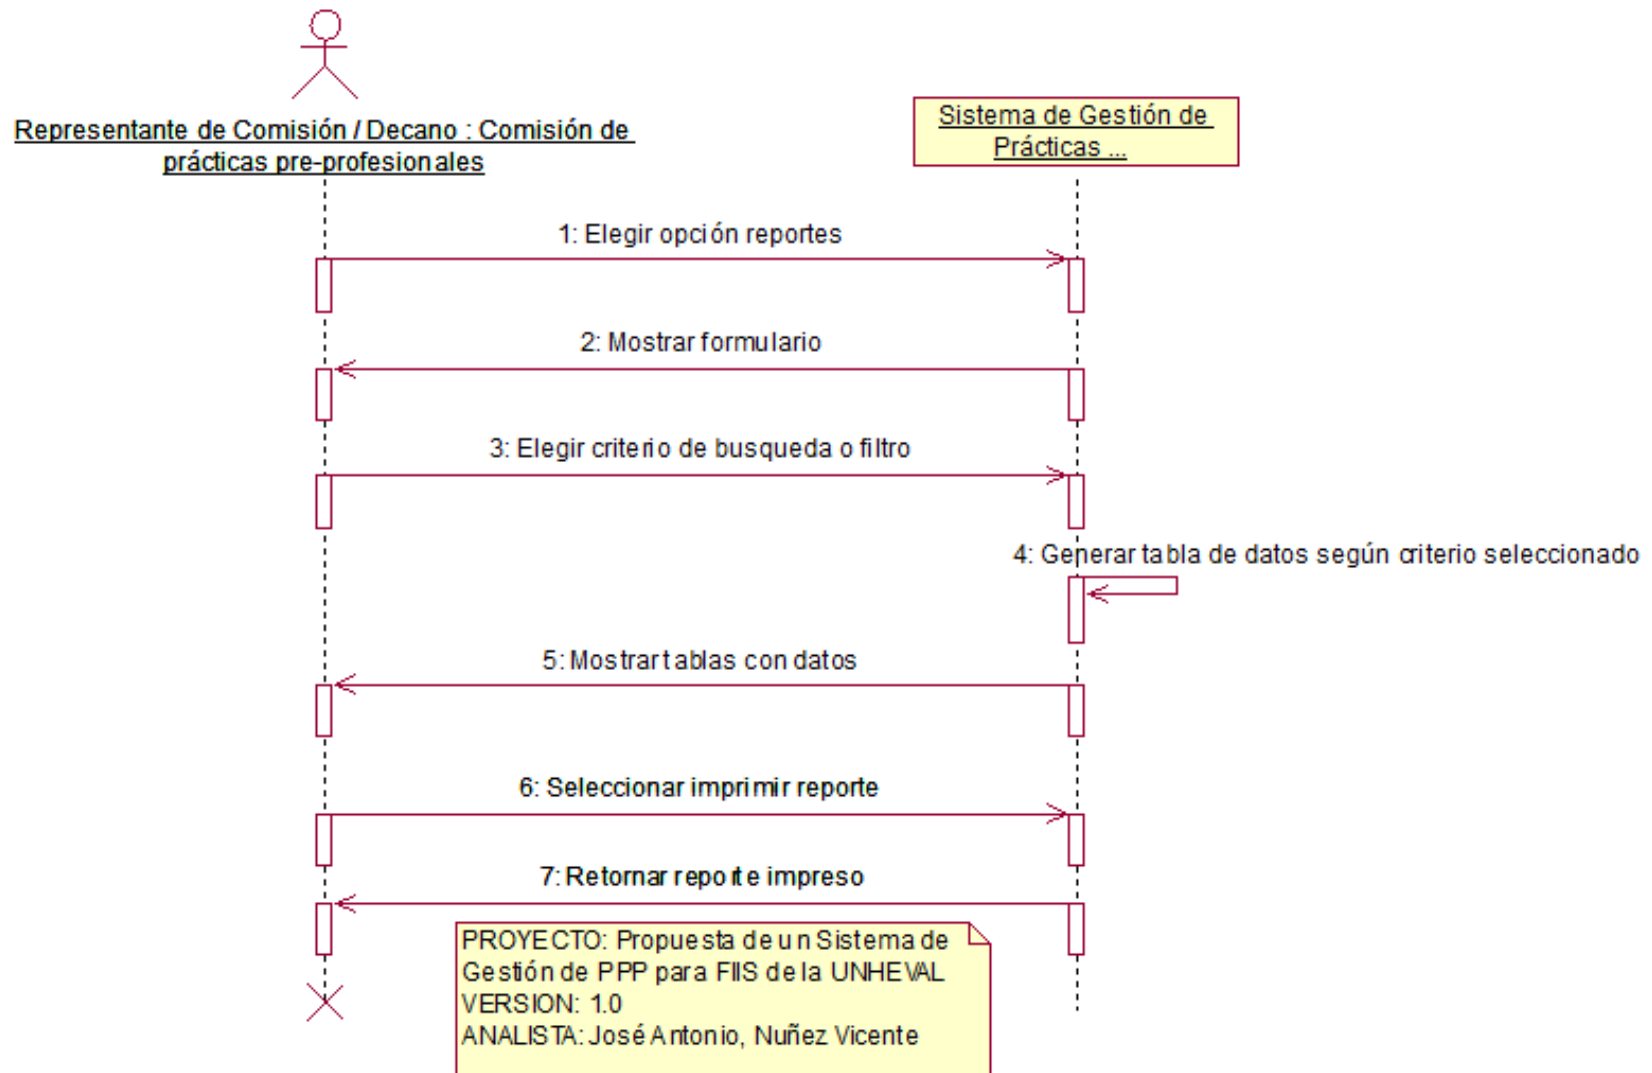 Representante de Comisión / Decano : Comisión de
prácticas pre-profesionales
Sistema de Gestión de
Prácticas ...
1: Elegir opción reportes
2: Mostrar formulario
3: Elegir criterio de busqueda o filtro
4: Generar tabla de datos según criterio seleccionado
5: Mostrar tablas con datos
6: Seleccionar imprimir reporte
7: Retornar reporte impreso
PROYECTO: Propuesta de un Sistema de
Gestión de PPP para FIIS de la UNHEVAL
VERSION: 1.0
ANALISTA: José Antonio, Nuñez Vicente